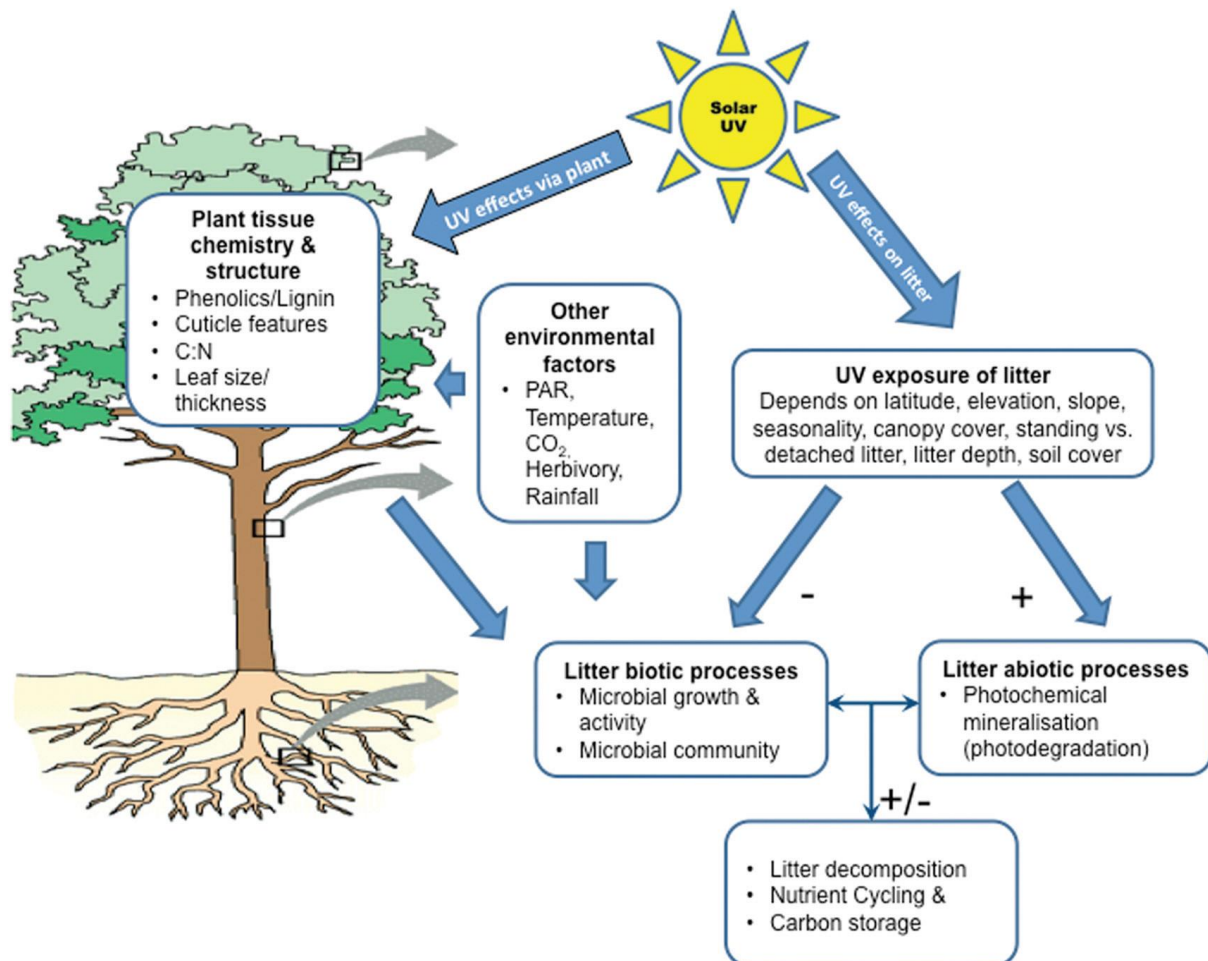 Solar
UV
UV effects via plant
UV effects on litter
Plant tissue
chemistry &
structure
• Phenolics/Lignin
• Cuticle features
• C:N
• Leaf size/
thickness
Other
environmental
factors
• PAR,
Temperature,
CO2,
Herbivory,
Rainfall
UV exposure of litter
Depends on latitude, elevation, slope,
seasonality, canopy cover, standing vs.
detached litter, litter depth, soil cover
-
+
Litter biotic processes
• Microbial growth &
activity
• Microbial community
Litter abiotic processes
• Photochemical
mineralisation
(photodegradation)
+/-
• Litter decomposition
• Nutrient Cycling &
• Carbon storage